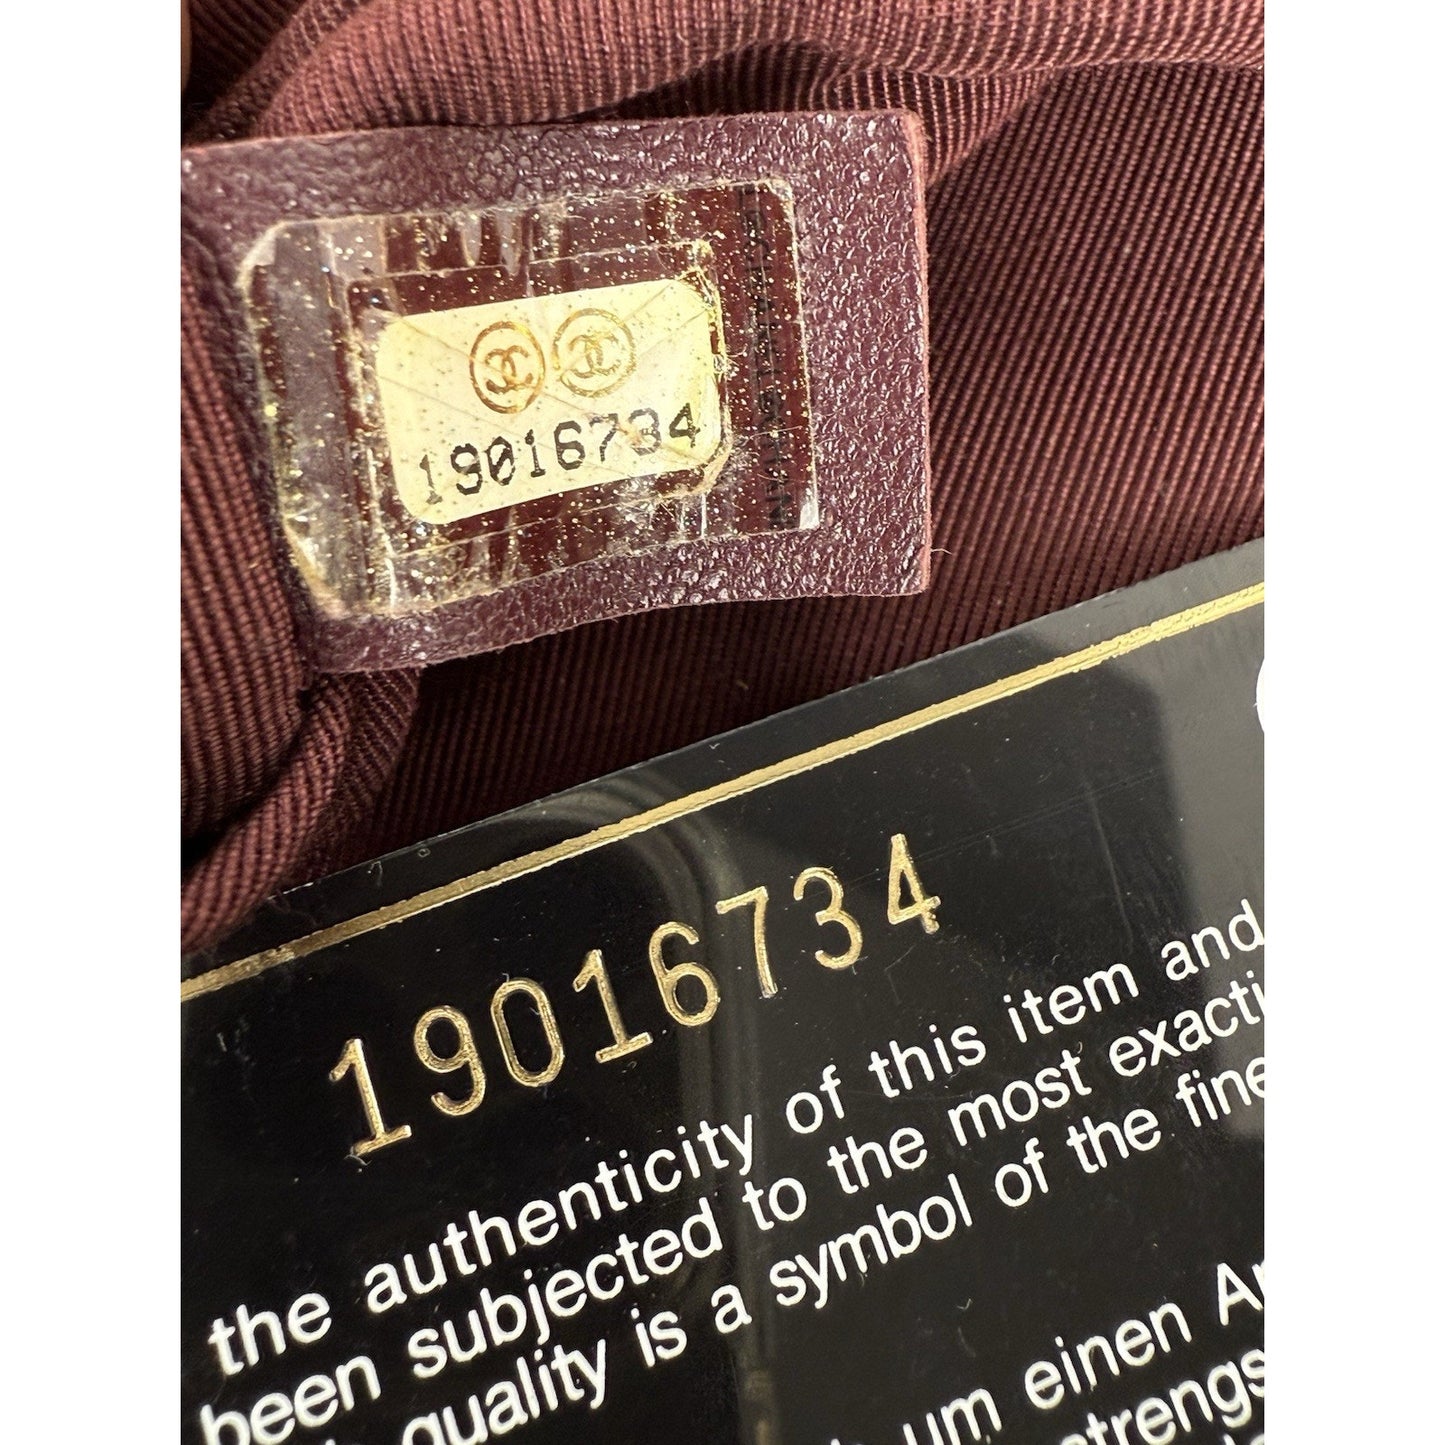 19016734
19016734
the authenticity of this item and
been subjected to the most exacti
quality is a symbol of the fine
um einen A
strengs